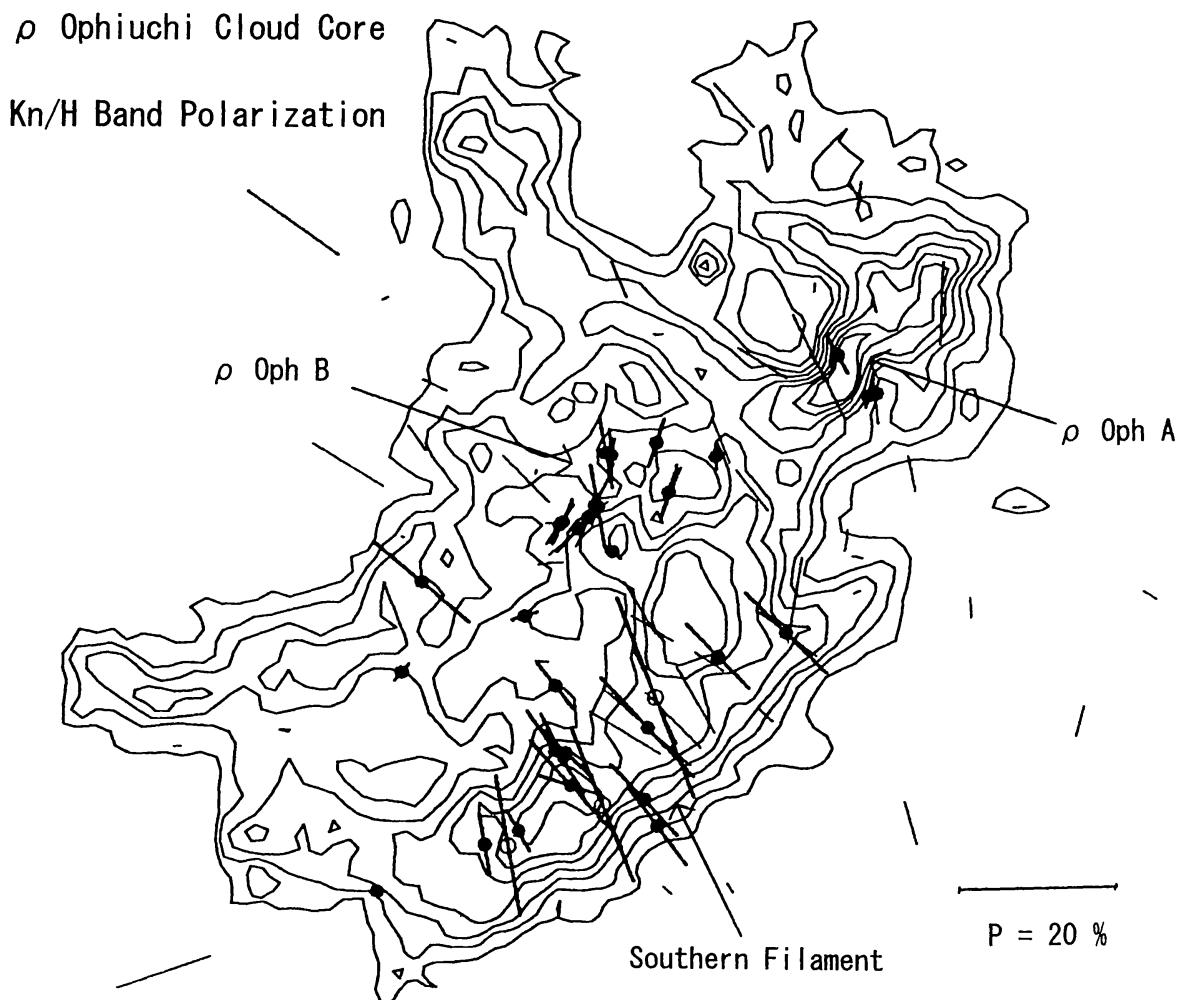 ρ Ophiuchi Cloud Core
Kn/H Band Polarization
ρ Oph B
ρ Oph A
P = 20 %
Southern Filament